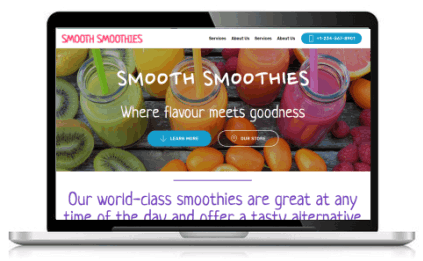 SMOOTH SMOOTHIES
Services About Us Services About Us +1-234-567-8901
SMOOTH SMOOTHIES
Where flavour meets goodness
LEARN MORE OUR STORE
Our world-class smoothies are great at any
time of the day and offer a tasty alternative